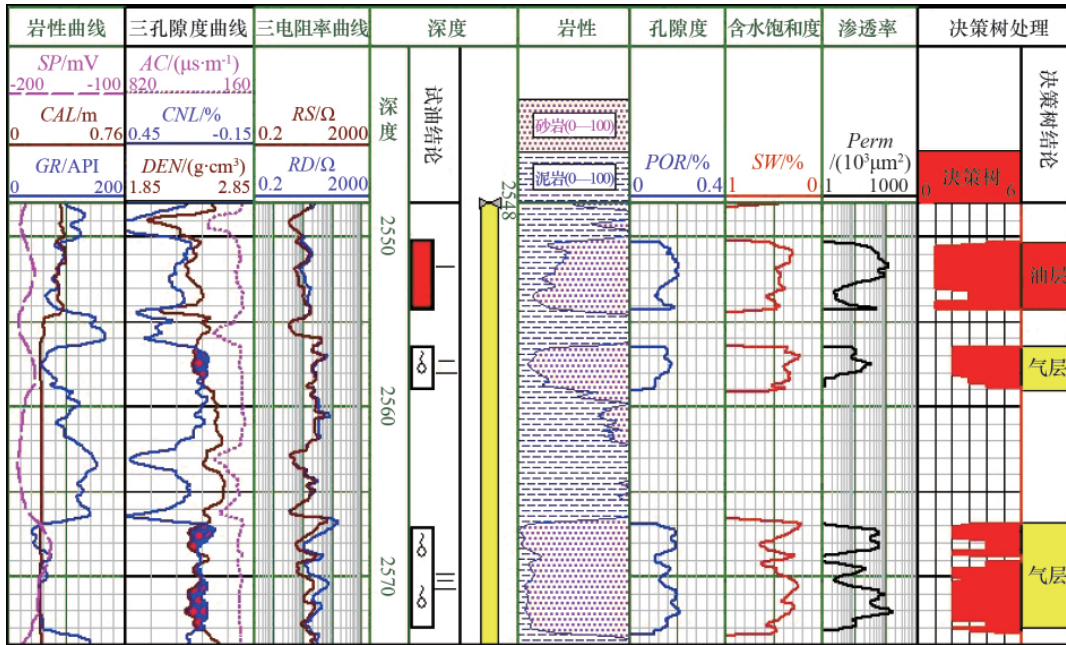 岩性曲线 三孔隙度曲线 三电阻率曲线 深度 岩性 孔隙度 含水饱和度 渗透率 决策树处理
SP/mV
-200 -100
CAL/m
0 0.76
GR/API
0 200
AC/(μs·m⁻¹)
820 160
CNL/%
0.45 -0.15
DEN/(g·cm³)
1.85 2.85
RS/Ω
0.2 2000
RD/Ω
0.2 2000
深度
试油结论
砂岩(0—100)
泥岩(0—100)
POR/%
0 0.4
SW/%
1 0
Perm
/(10³μm²)
1 1000
决策树
0 6
决策树结论
2548
2550
2560
2570
油层
气层
气层